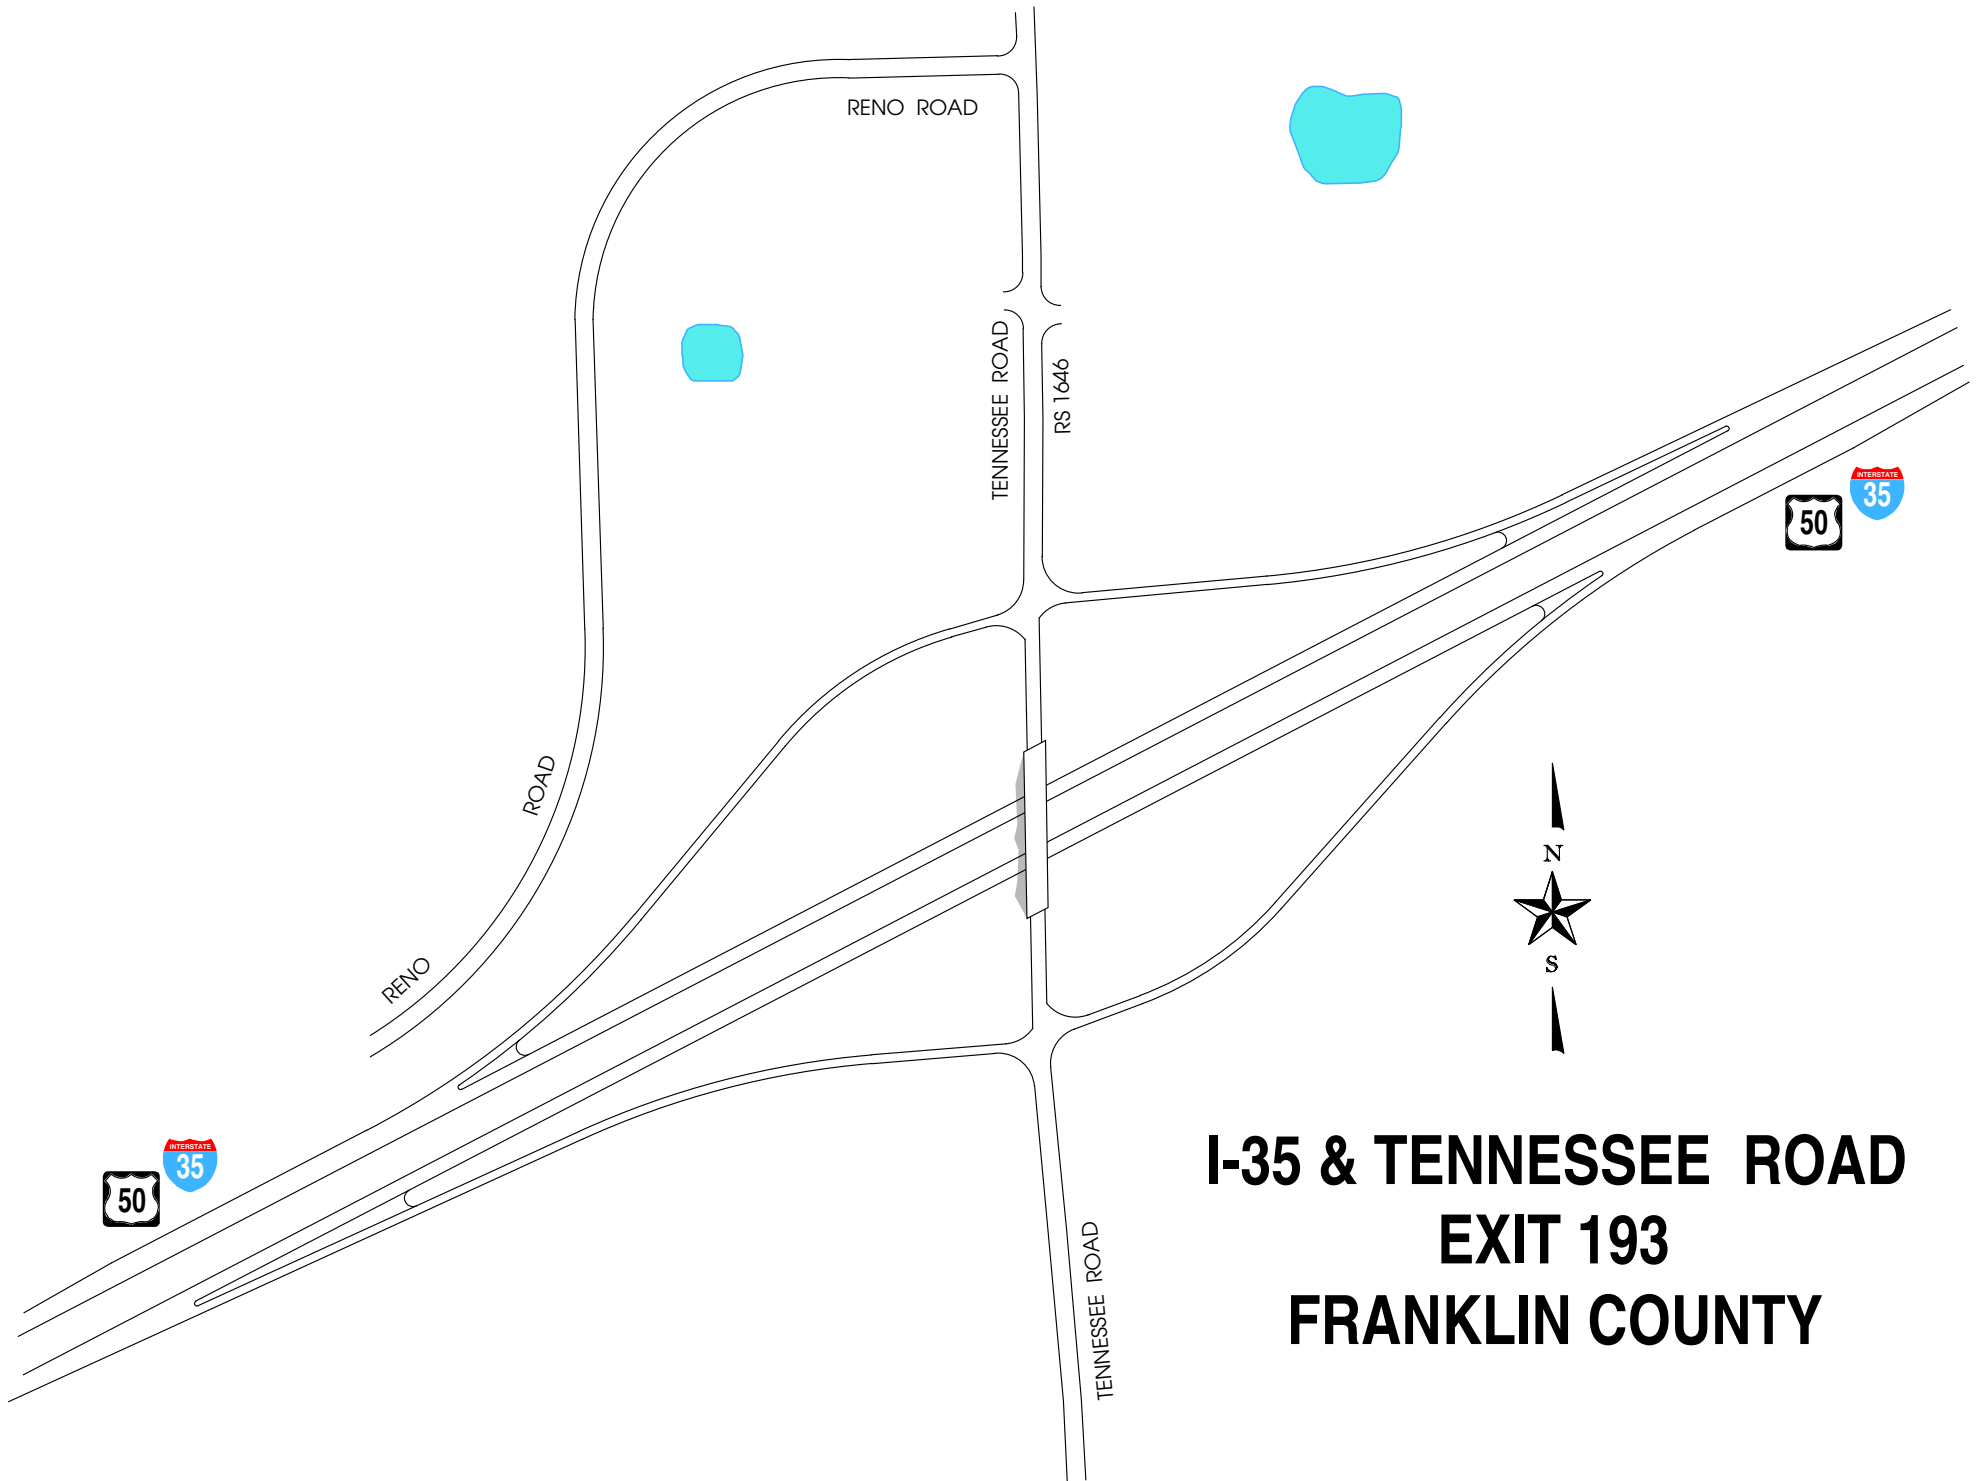 RENO ROAD
TENNESSEE ROAD
RS 1646
INTERSTATE
35
50
ROAD
RENO
N
S
INTERSTATE
35
50
I-35 & TENNESSEE ROAD
EXIT 193
FRANKLIN COUNTY
TENNESSEE ROAD